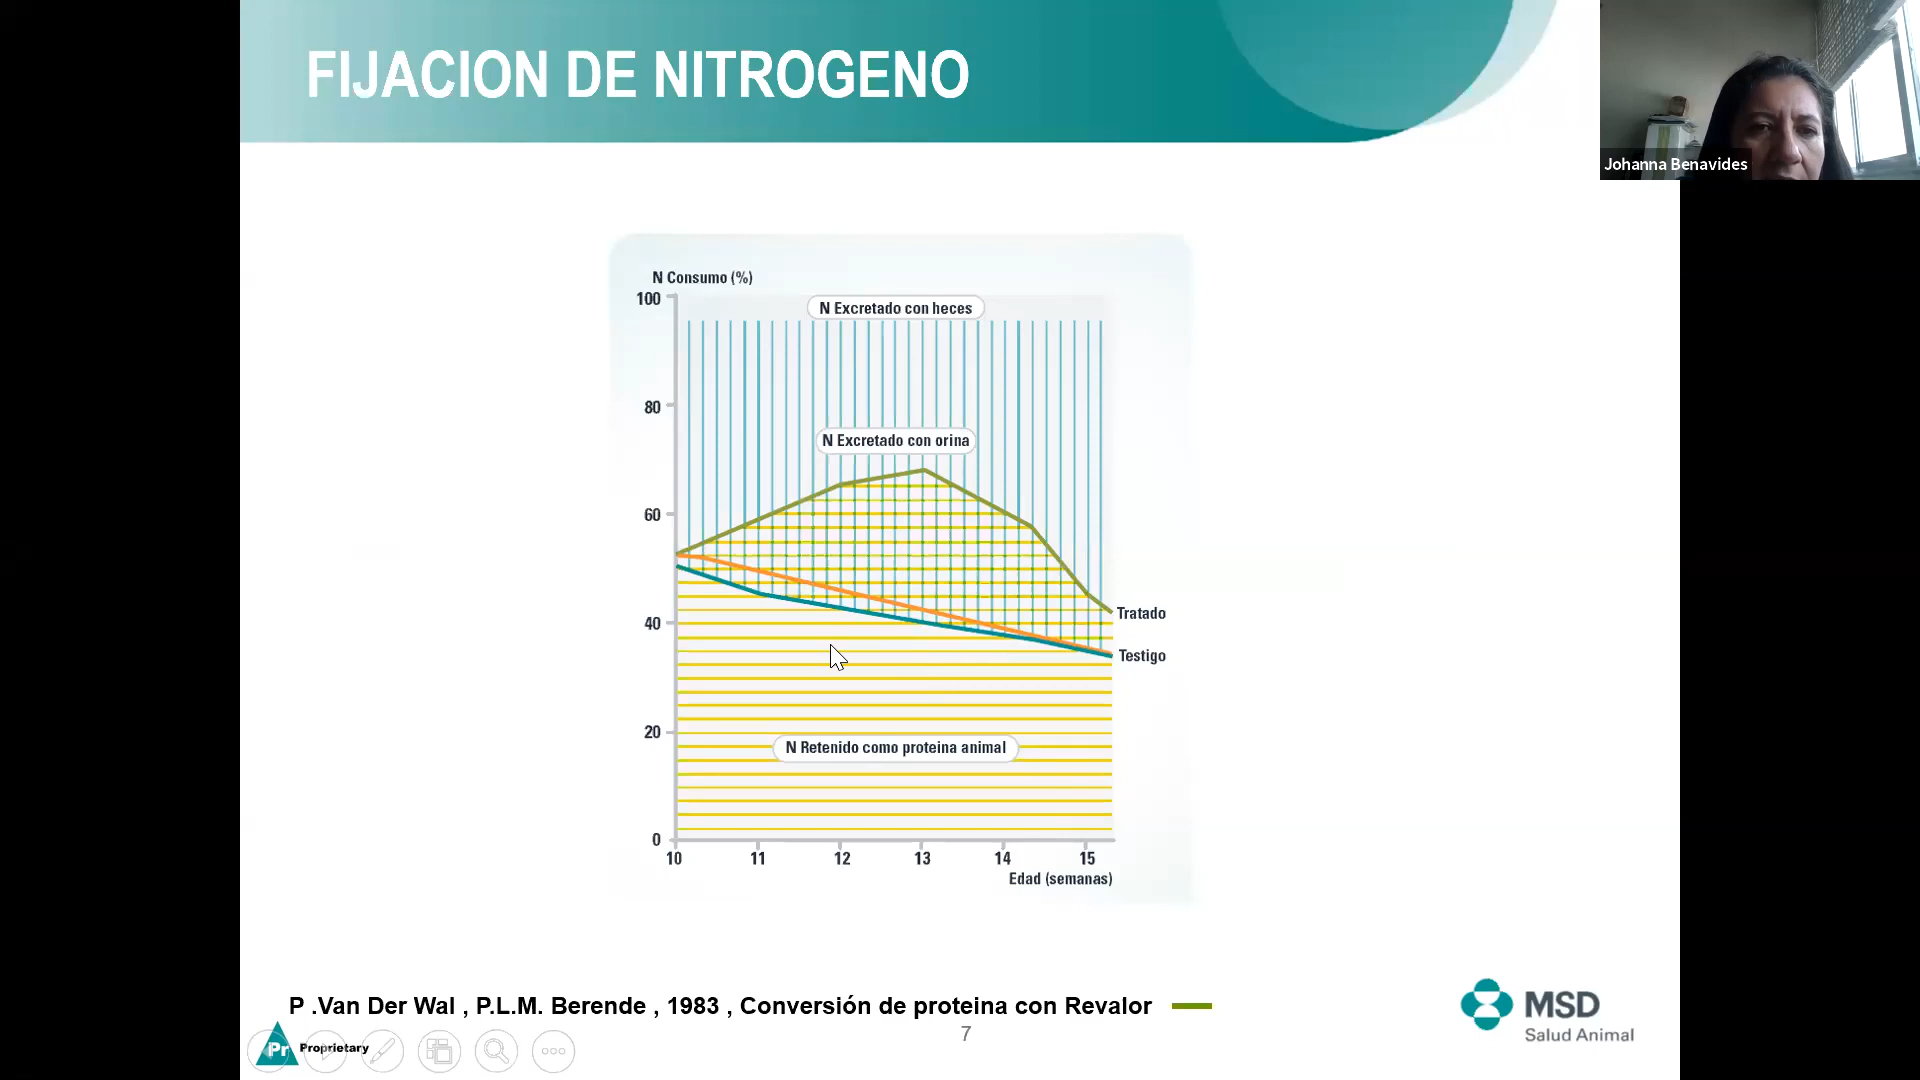 FIJACION DE NITROGENO
Johanna Benavides
N Consumo (%)
100
80
60
40
20
0
N Excretado con heces
N Excretado con orina
Tratado
Testigo
N Retenido como proteina animal
10 11 12 13 14 15
Edad (semanas)
P .Van Der Wal , P.L.M. Berende , 1983 , Conversión de proteina con Revalor
7
Pr Proprietary
MSD
Salud Animal